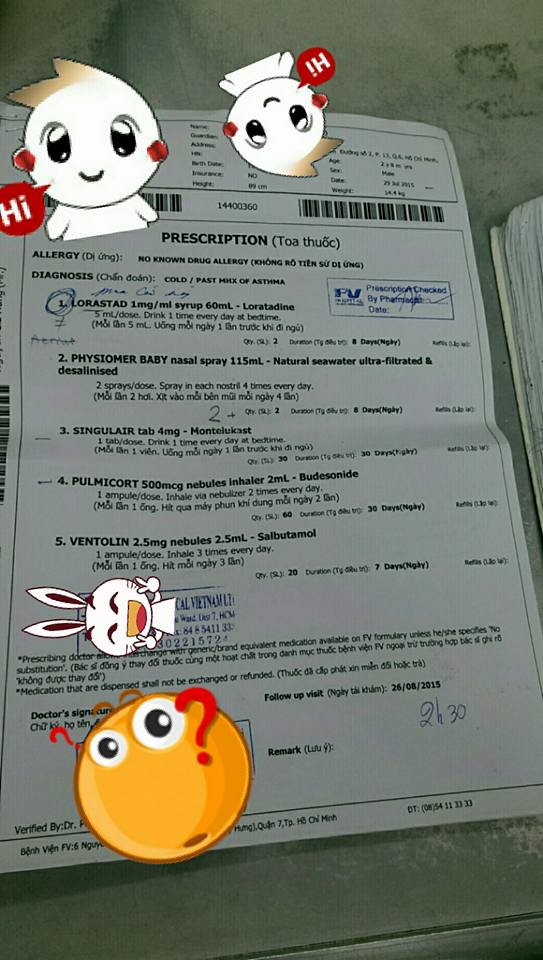 Hi
Hi
Name:
Guardian:
Address:
HN:
Birth Date:
Insurance: NO
Height: 89 cm
Đường số 2, P. 13, Q.6, Hồ Chí Minh,
Age: 2 y 8 m yrs
Sex: Male
Date: 29 Jul 2015
Weight: 14.4 kg
14400360
PRESCRIPTION (Toa thuốc)
ALLERGY (Dị ứng): NO KNOWN DRUG ALLERGY (KHÔNG RÕ TIỀN SỬ DỊ ỨNG)
DIAGNOSIS (Chẩn đoán): COLD / PAST MHX OF ASTHMA
Prescription Checked
By Pharmacist
Date:
1. LORASTAD 1mg/ml syrup 60mL - Loratadine
5 mL/dose. Drink 1 time every day at bedtime.
(Mỗi lần 5 mL. Uống mỗi ngày 1 lần trước khi đi ngủ)
Qty. (SL): 2 Duration (Tg điều trị): 8 Days(Ngày) Refills (Lặp lại):
2. PHYSIOMER BABY nasal spray 115mL - Natural seawater ultra-filtrated &
desalinised
2 sprays/dose. Spray in each nostril 4 times every day.
(Mỗi lần 2 hơi. Xịt vào mỗi bên mũi mỗi ngày 4 lần)
Qty. (SL): 2 Duration (Tg điều trị): 8 Days(Ngày) Refills (Lặp lại):
3. SINGULAIR tab 4mg - Montelukast
1 tab/dose. Drink 1 time every day at bedtime.
(Mỗi lần 1 viên. Uống mỗi ngày 1 lần trước khi đi ngủ)
Qty. (SL): 30 Duration (Tg điều trị): 30 Days(Ngày) Refills (Lặp lại):
4. PULMICORT 500mcg nebules inhaler 2mL - Budesonide
1 ampule/dose. Inhale via nebulizer 2 times every day.
(Mỗi lần 1 ống. Hít qua máy phun khí dung mỗi ngày 2 lần)
Qty. (SL): 60 Duration (Tg điều trị): 30 Days(Ngày) Refills (Lặp lại):
5. VENTOLIN 2.5mg nebules 2.5mL - Salbutamol
1 ampule/dose. Inhale 3 times every day.
(Mỗi lần 1 ống. Hít mỗi ngày 3 lần)
Qty. (SL): 20 Duration (Tg điều trị): 7 Days(Ngày) Refills (Lặp lại):
CAL VIETNAM LT
Ward, Dist 7, HCM
84 8 5411 33
30221572
*Prescribing doctor change with generic/brand equivalent medication available on FV formulary unless he/she specifies 'No
substitution'. (Bác sĩ đồng ý thay đổi thuốc cùng một hoạt chất trong danh mục thuốc bệnh viện FV ngoại trừ trường hợp bác sĩ ghi rõ
'không được thay đổi')
*Medication that are dispensed shall not be exchanged or refunded. (Thuốc đã cấp phát xin miễn đổi hoặc trả)
Doctor's signature
Chữ ký, họ tên
Follow up visit (Ngày tái khám): 26/08/2015
2h30
Remark (Lưu ý):
Verified By:Dr.
Hưng),Quận 7,Tp. Hồ Chí Minh
ĐT: (08)54 11 33 33
Bệnh Viện FV:6